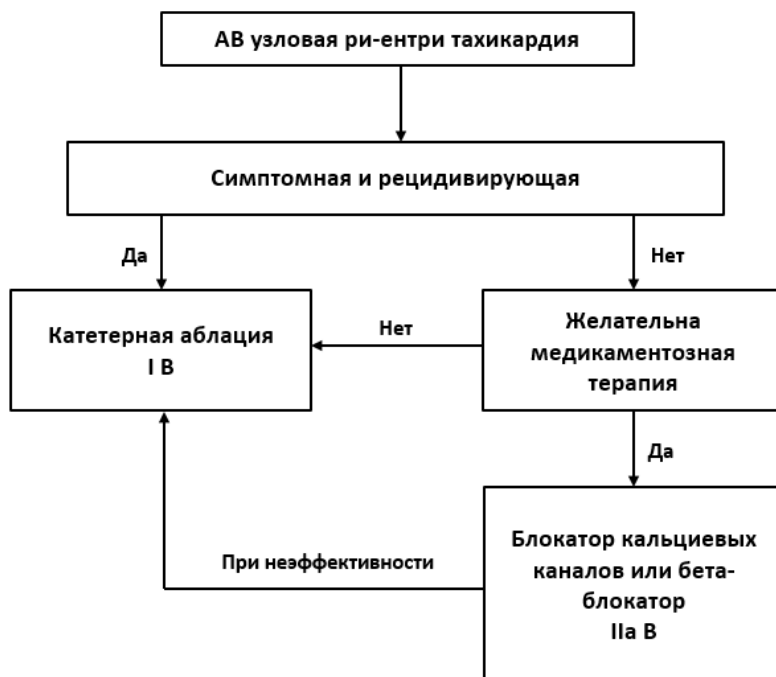 АВ узловая ри-ентри тахикардия
Симптомная и рецидивирующая
Да
Нет
Катетерная аблация
I B
Нет
Желательна
медикаментозная
терапия
Да
При неэффективности
Блокатор кальциевых
каналов или бета-
блокатор
IIa B